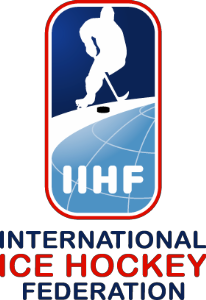 IIHF
INTERNATIONAL
ICE HOCKEY
FEDERATION